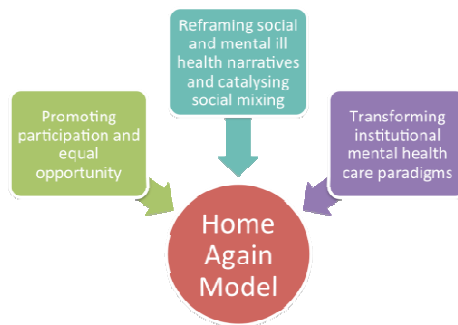 Reframing social
and mental ill
health narratives
and catalysing
social mixing
Promoting
participation and
equal
opportunity
Transforming
institutional
mental health
care paradigms
Home
Again
Model